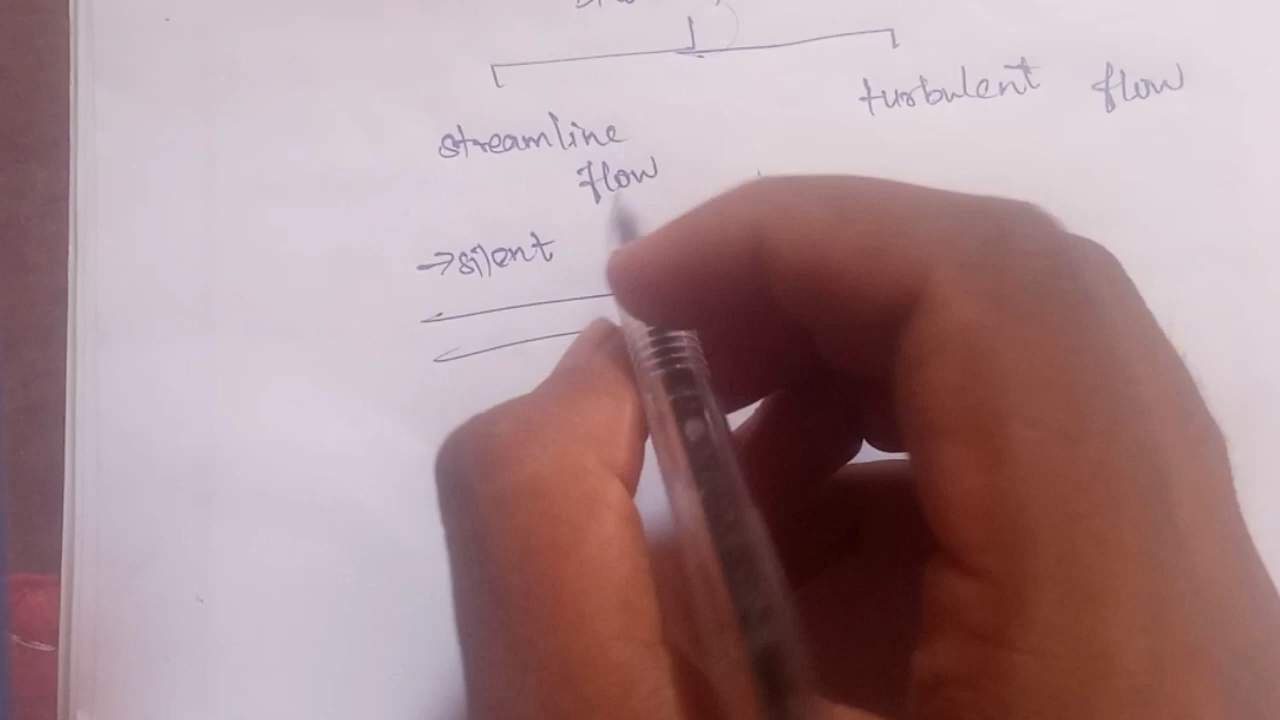 turbulent flow
streamline
flow
→silent